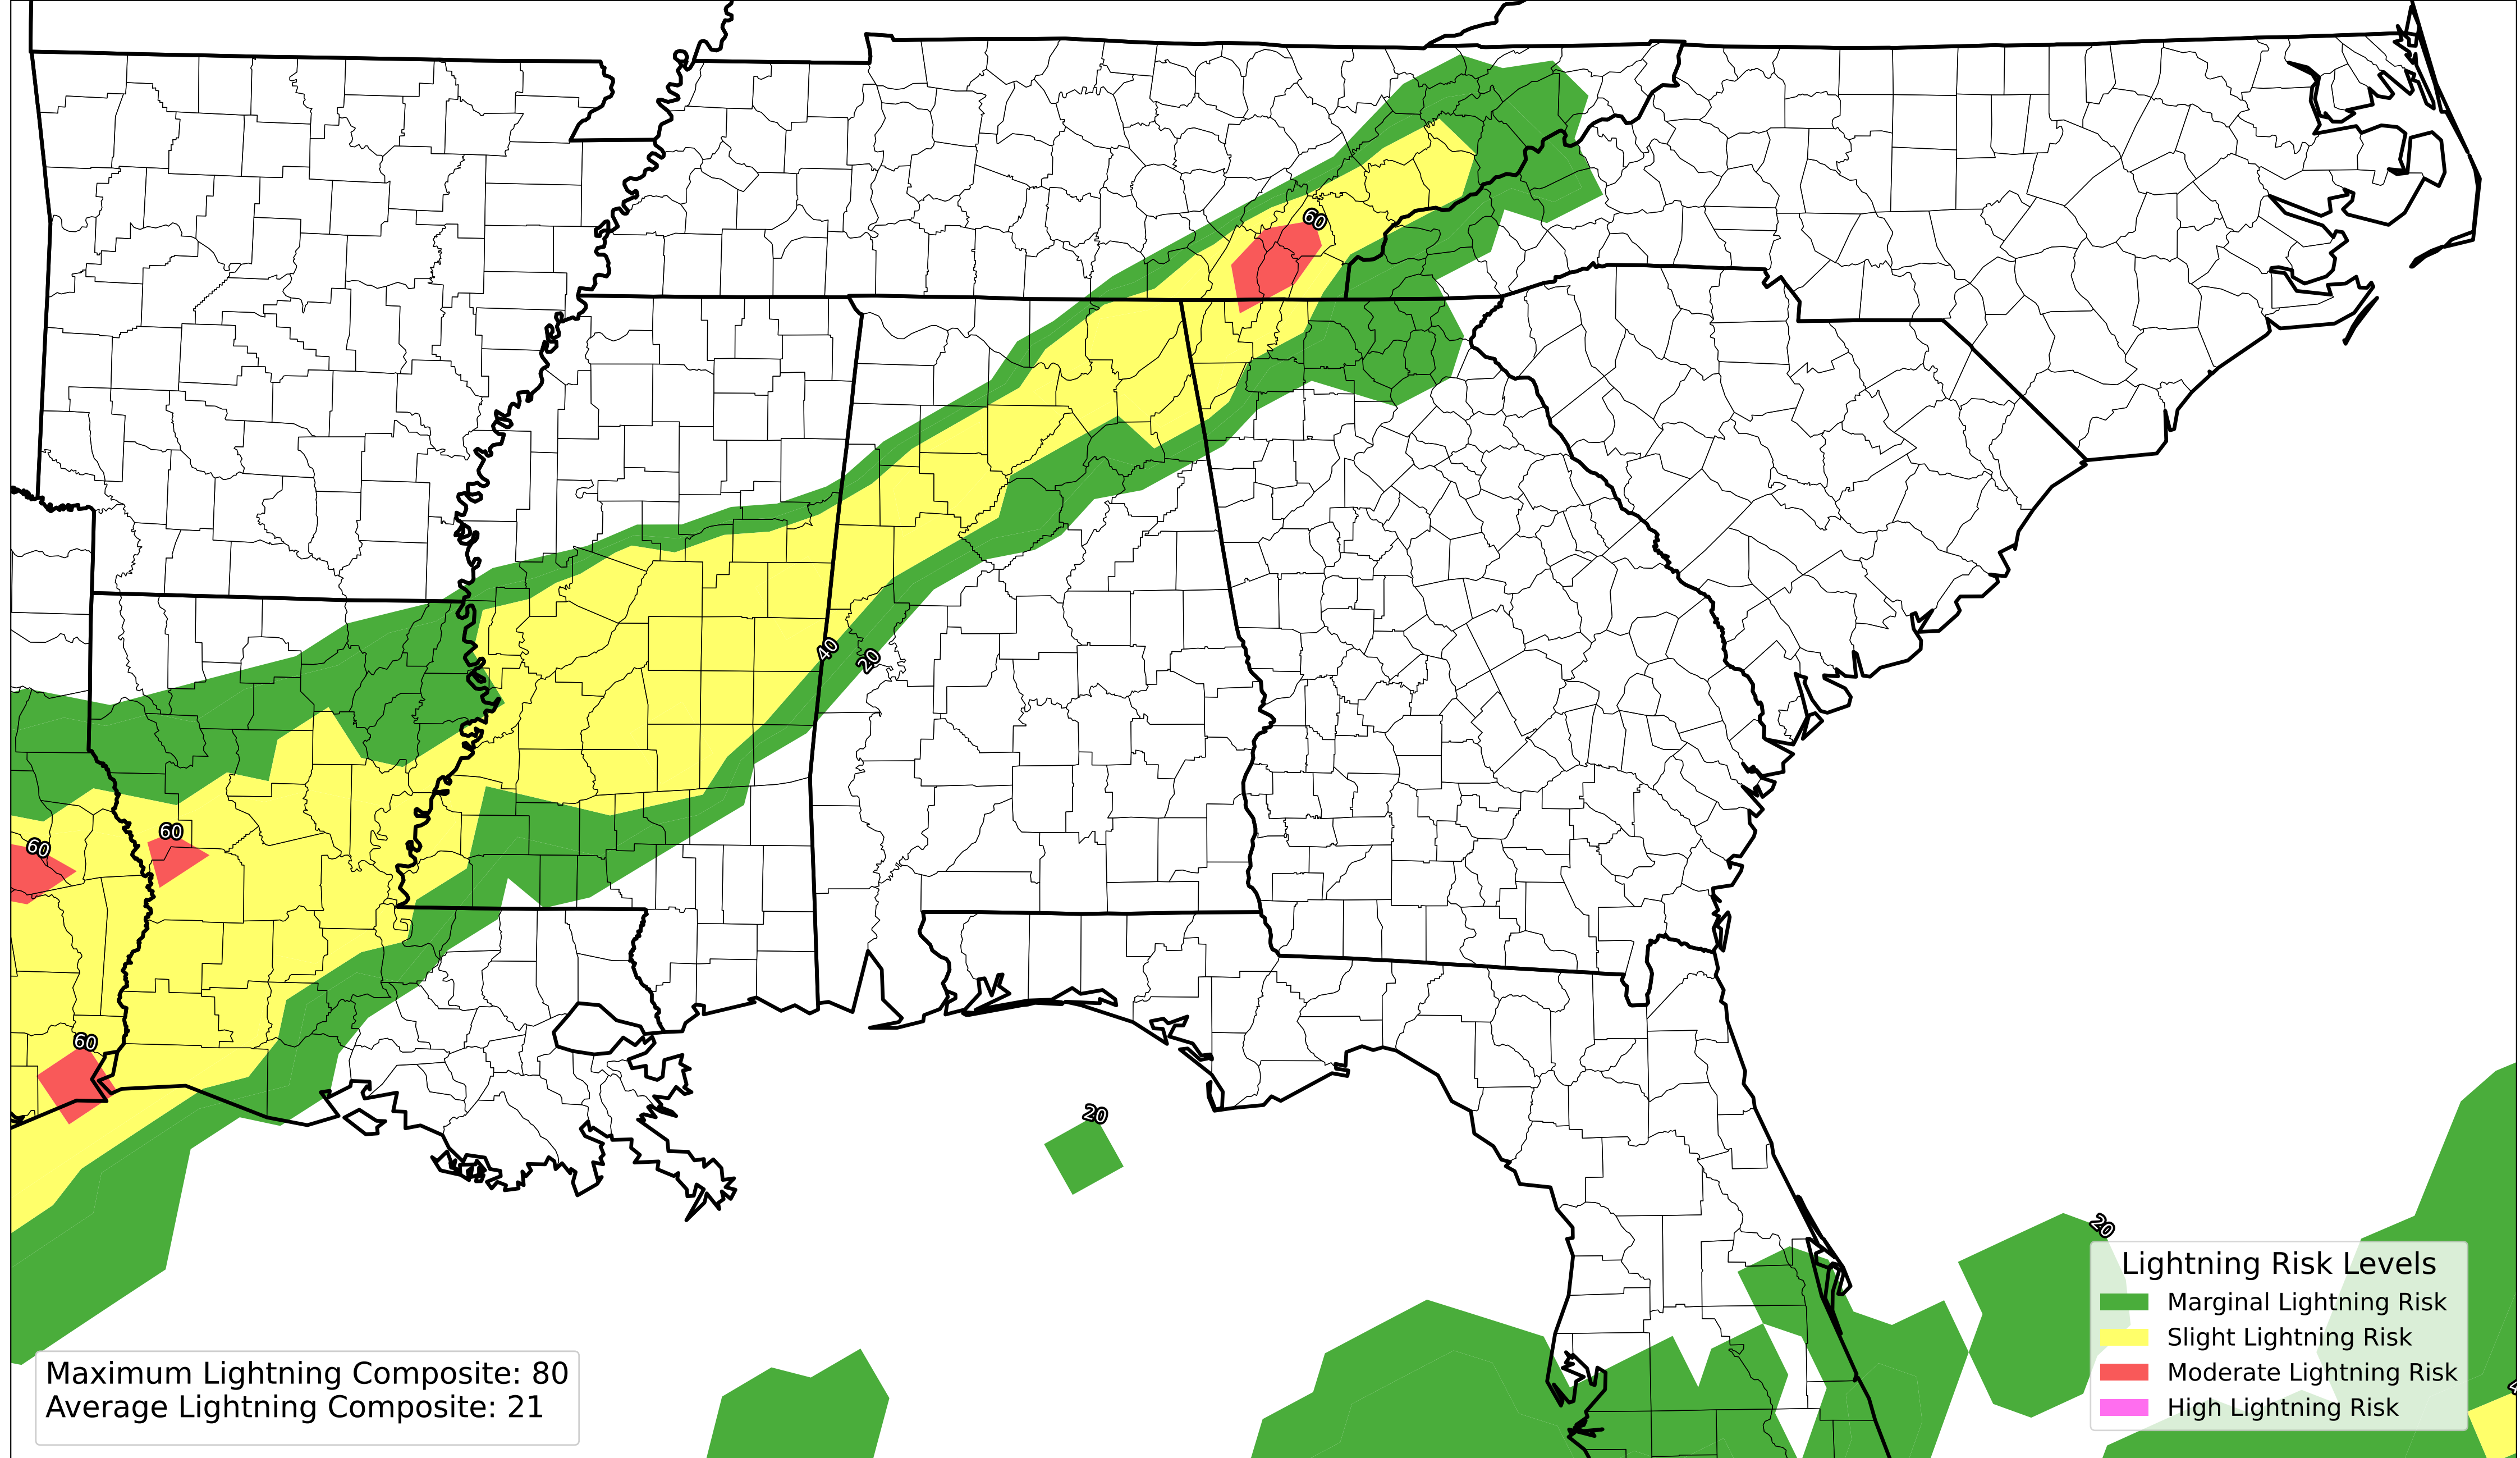 60
40
20
60
60
60
20
20
Lightning Risk Levels
Marginal Lightning Risk
Slight Lightning Risk
Moderate Lightning Risk
High Lightning Risk
Maximum Lightning Composite: 80
Average Lightning Composite: 21